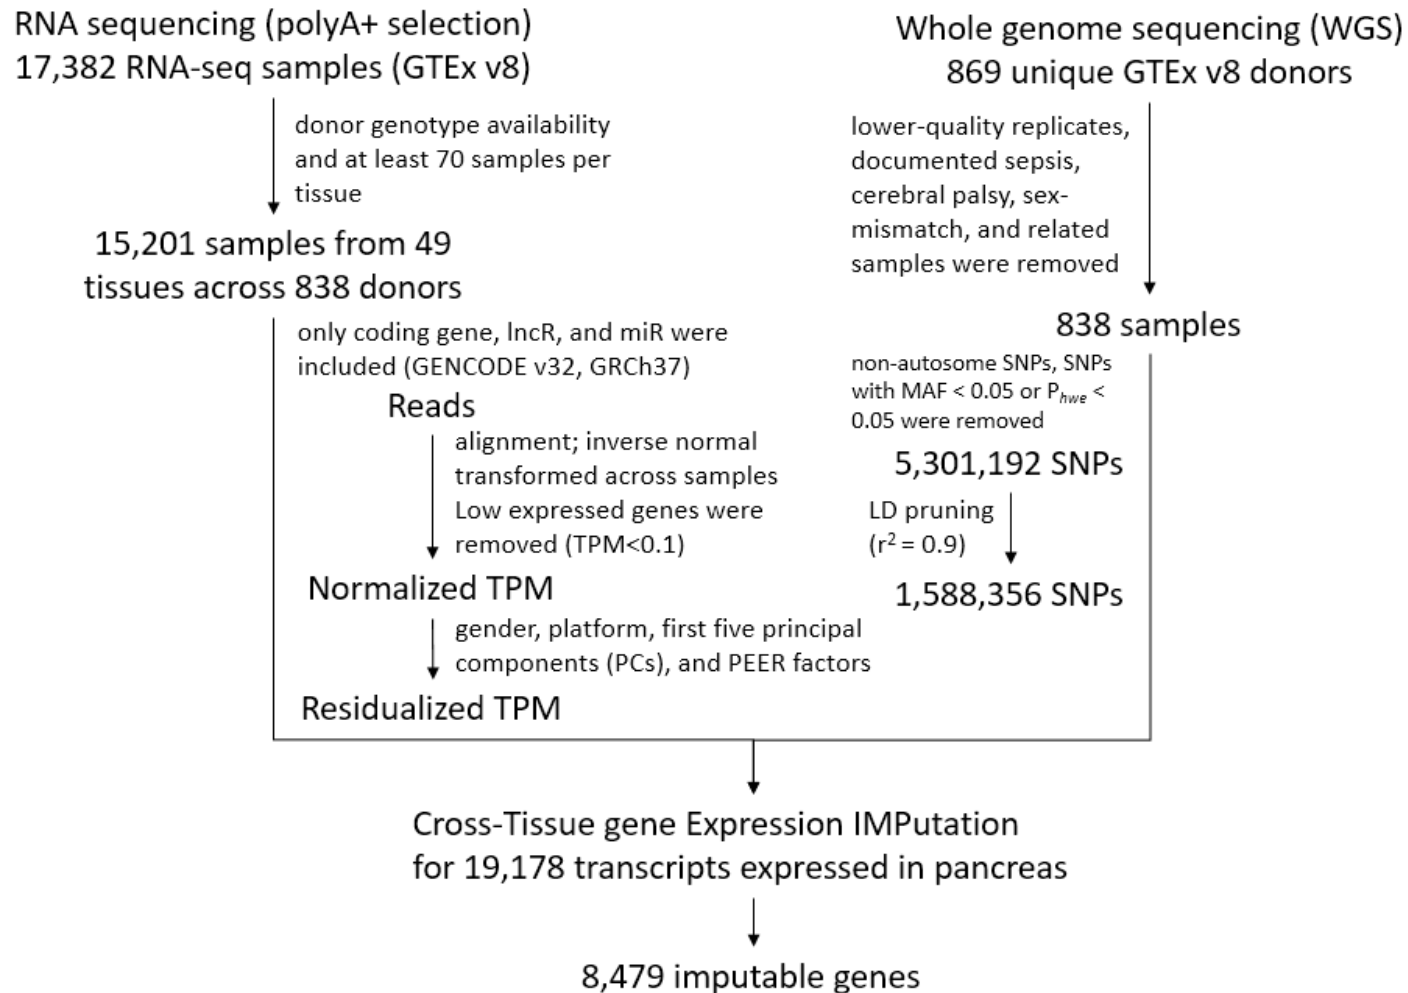 RNA sequencing (polyA+ selection)
17,382 RNA-seq samples (GTEx v8)
donor genotype availability
and at least 70 samples per
tissue
15,201 samples from 49
tissues across 838 donors
only coding gene, lncR, and miR were
included (GENCODE v32, GRCh37)
Reads
alignment; inverse normal
transformed across samples
Low expressed genes were
removed (TPM<0.1)
Normalized TPM
gender, platform, first five principal
components (PCs), and PEER factors
Residualized TPM
Whole genome sequencing (WGS)
869 unique GTEx v8 donors
lower-quality replicates,
documented sepsis,
cerebral palsy, sex-
mismatch, and related
samples were removed
838 samples
non-autosome SNPs, SNPs
with MAF < 0.05 or Phwe <
0.05 were removed
5,301,192 SNPs
LD pruning
(r² = 0.9)
1,588,356 SNPs
Cross-Tissue gene Expression IMPutation
for 19,178 transcripts expressed in pancreas
8,479 imputable genes